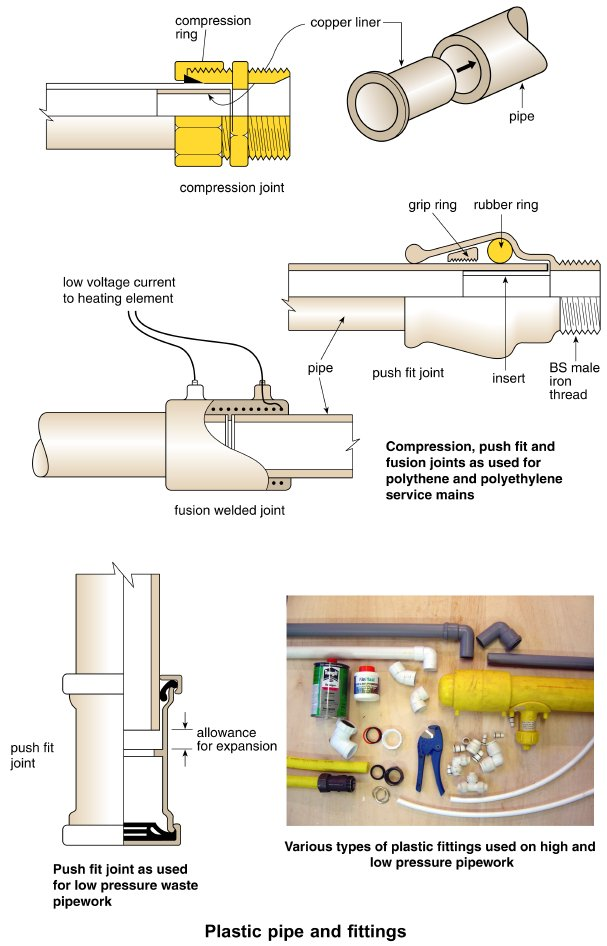 compression
ring
copper liner
pipe
compression joint
grip ring
rubber ring
low voltage current
to heating element
pipe
push fit joint
insert
BS male
iron
thread
fusion welded joint
Compression, push fit and
fusion joints as used for
polythene and polyethylene
service mains
push fit
joint
allowance
for expansion
Push fit joint as used
for low pressure waste
pipework
Various types of plastic fittings used on high and
low pressure pipework
Plastic pipe and fittings